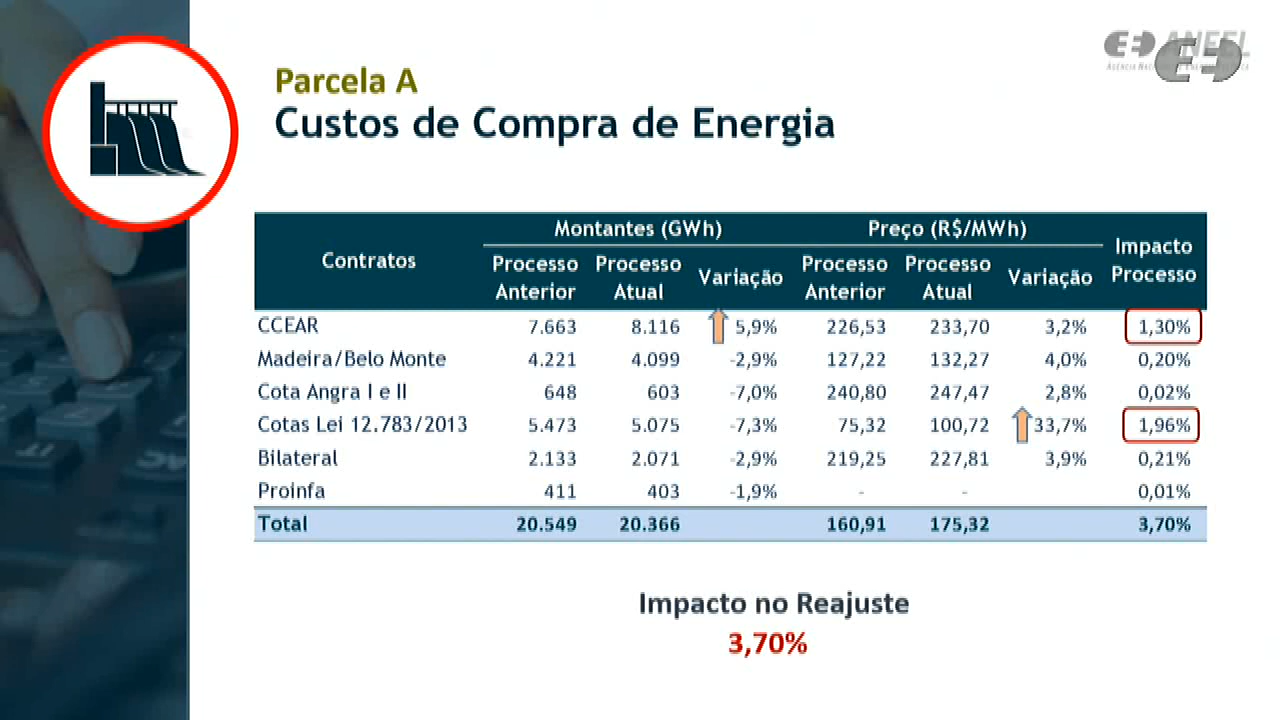 ANEEL
Parcela A
Custos de Compra de Energia
Contratos Montantes (GWh) Preço (R$/MWh) Impacto Processo
Processo Anterior Processo Atual Variação Processo Anterior Processo Atual Variação
CCEAR 7.663 8.116 5,9% 226,53 233,70 3,2% 1,30%
Madeira/Belo Monte 4.221 4.099 -2,9% 127,22 132,27 4,0% 0,20%
Cota Angra I e II 648 603 -7,0% 240,80 247,47 2,8% 0,02%
Cotas Lei 12.783/2013 5.473 5.075 -7,3% 75,32 100,72 33,7% 1,96%
Bilateral 2.133 2.071 -2,9% 219,25 227,81 3,9% 0,21%
Proinfa 411 403 -1,9% - - 0,01%
Total 20.549 20.366 160,91 175,32 3,70%
Impacto no Reajuste
3,70%